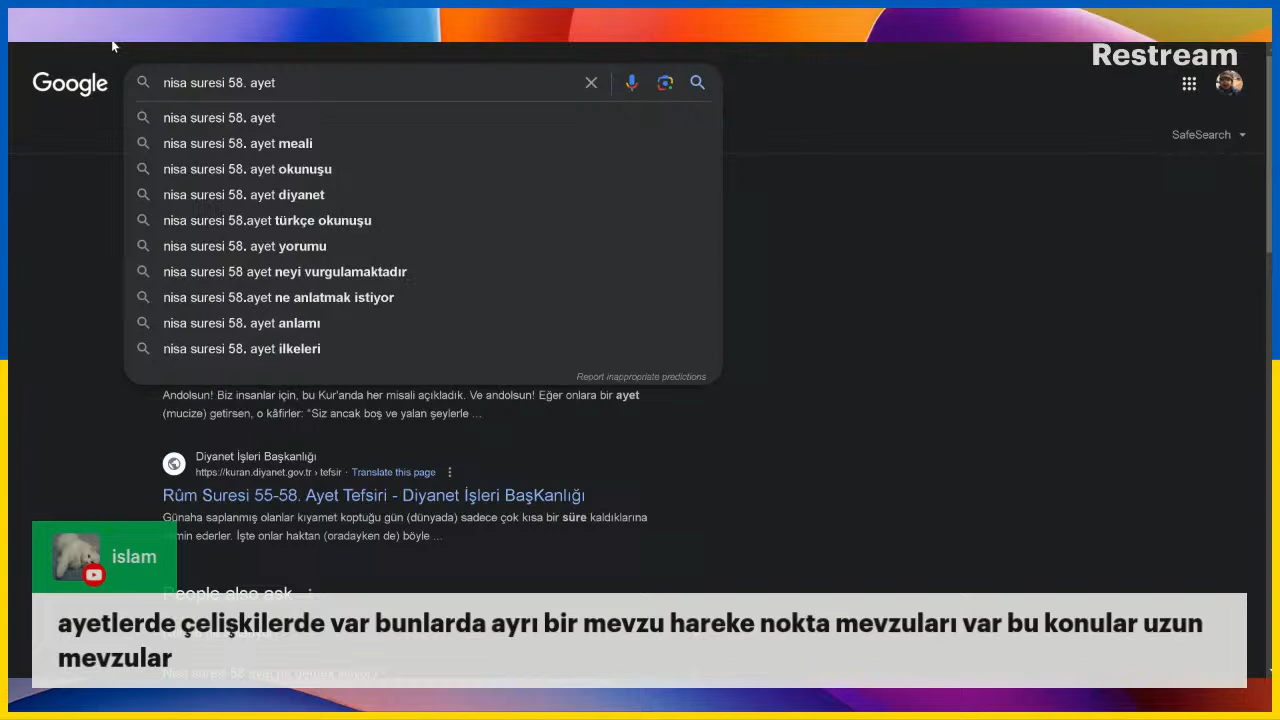 Restream
Google
nisa suresi 58. ayet
nisa suresi 58. ayet
nisa suresi 58. ayet meali
nisa suresi 58. ayet okunuşu
nisa suresi 58. ayet diyanet
nisa suresi 58.ayet türkçe okunuşu
nisa suresi 58. ayet yorumu
nisa suresi 58 ayet neyi vurgulamaktadır
nisa suresi 58.ayet ne anlatmak istiyor
nisa suresi 58. ayet anlamı
nisa suresi 58. ayet ilkeleri
Report inappropriate predictions
SafeSearch
Andolsun! Biz insanlar için, bu Kur'anda her misali açıkladık. Ve andolsun! Eğer onlara bir ayet
(mucize) getirsen, o kâfirler: "Siz ancak boş ve yalan şeylerle ...
Diyanet İşleri Başkanlığı
https://kuran.diyanet.gov.tr › tefsir · Translate this page
Rûm Suresi 55-58. Ayet Tefsiri - Diyanet İşleri BaşKanlığı
Günaha saplanmış olanlar kıyamet koptuğu gün (dünyada) sadece çok kısa bir süre kaldıklarına
ederler. İşte onlar haktan (oradayken de) böyle ...
People also ask
islam
ayetlerde çelişkilerde var bunlarda ayrı bir mevzu hareke nokta mevzuları var bu konular uzun
mevzular